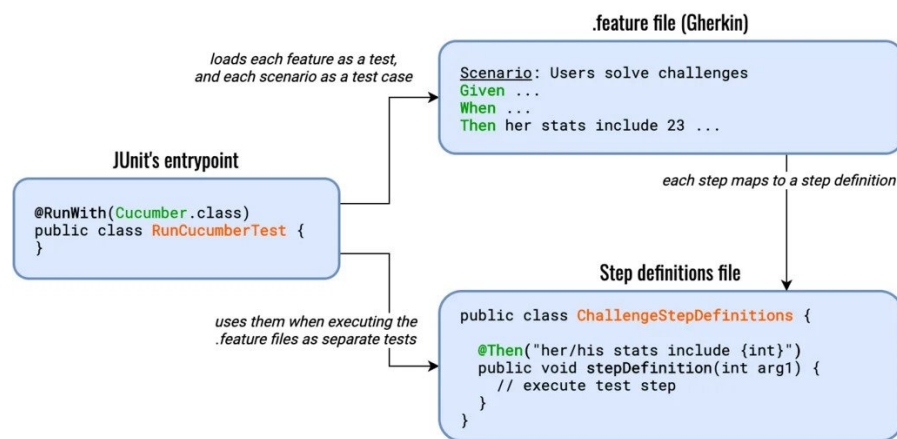 .feature file (Gherkin)
loads each feature as a test,
and each scenario as a test case
Scenario: Users solve challenges
Given ...
When ...
Then her stats include 23 ...
JUnit's entrypoint
@RunWith(Cucumber.class)
public class RunCucumberTest {
}
each step maps to a step definition
Step definitions file
uses them when executing the
.feature files as separate tests
public class ChallengeStepDefinitions {
@Then("her/his stats include {int}")
public void stepDefinition(int arg1) {
// execute test step
}
}